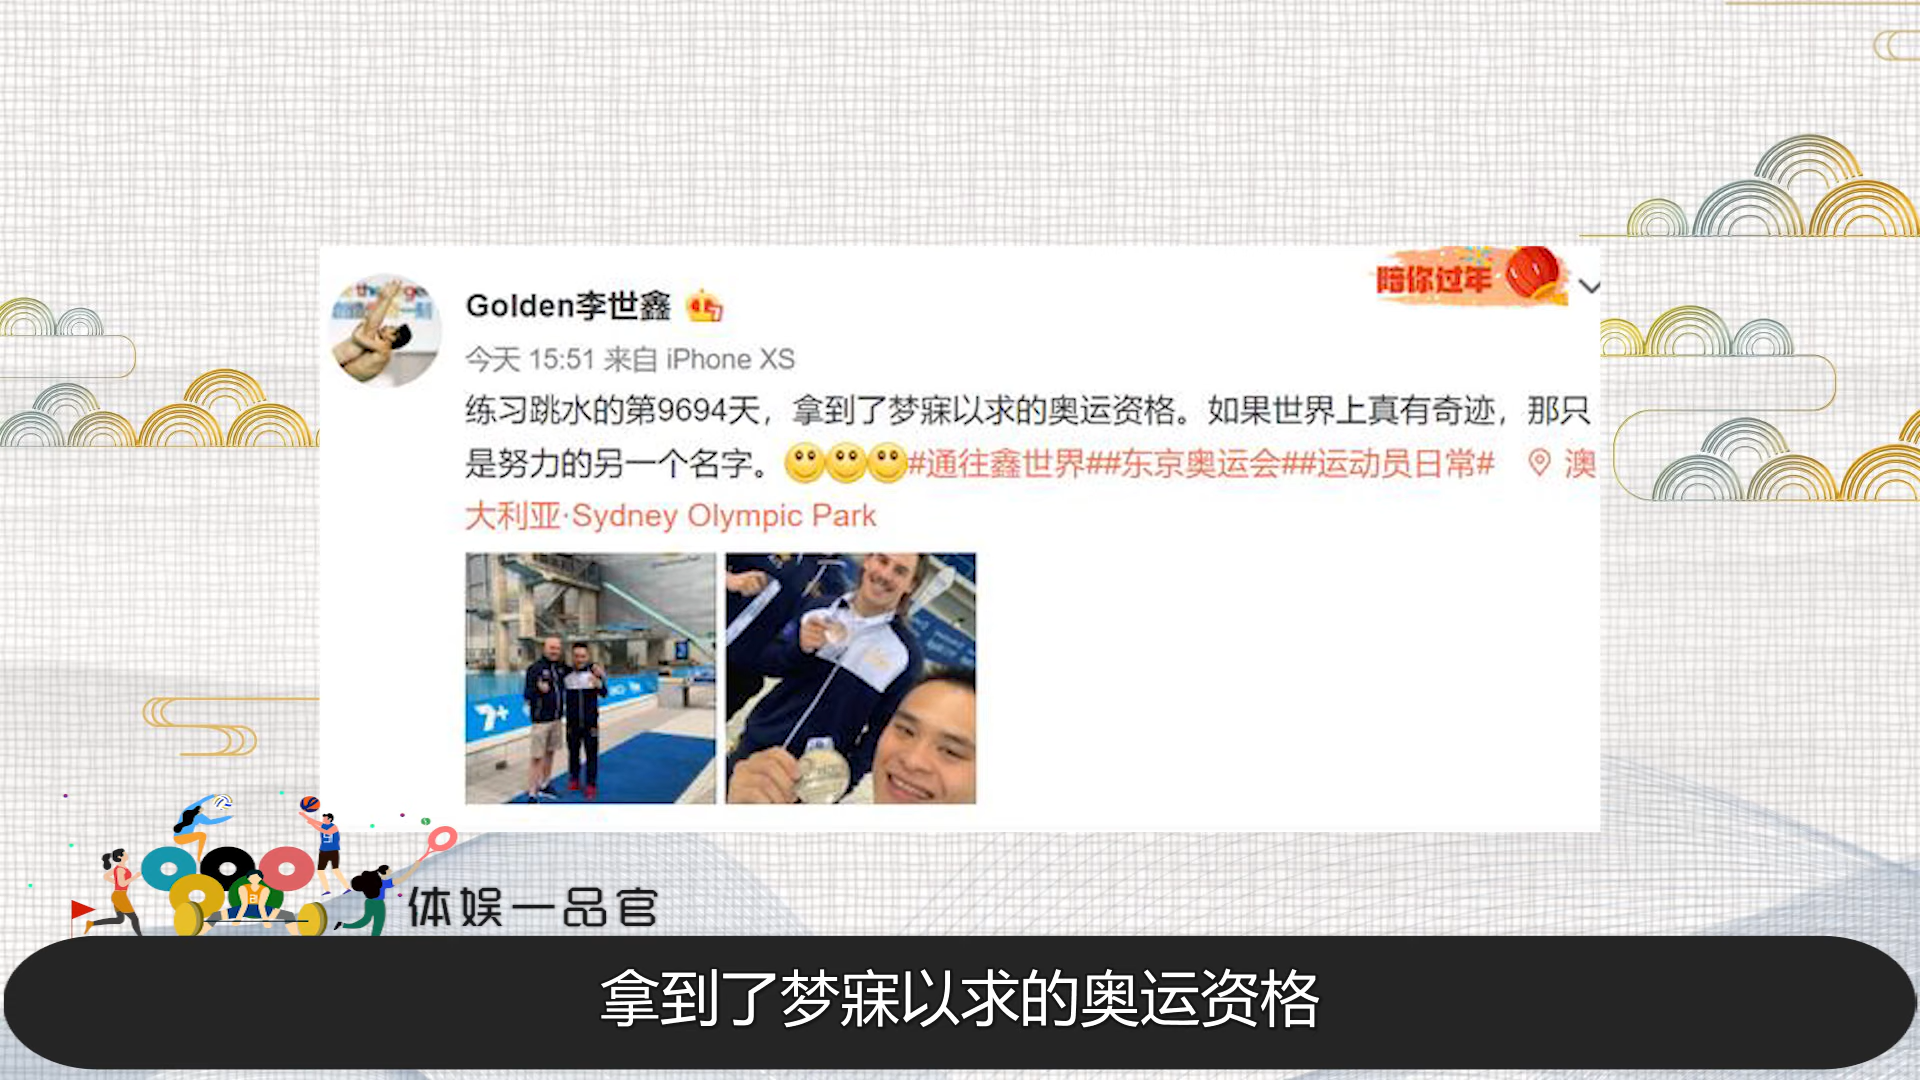 陪你过年
Golden李世鑫
今天 15:51 来自 iPhone XS
练习跳水的第9694天，拿到了梦寐以求的奥运资格。如果世界上真有奇迹，那只
是努力的另一个名字。#通往鑫世界##东京奥运会##运动员日常# 澳
大利亚·Sydney Olympic Park
7+
体娱一品官
拿到了梦寐以求的奥运资格